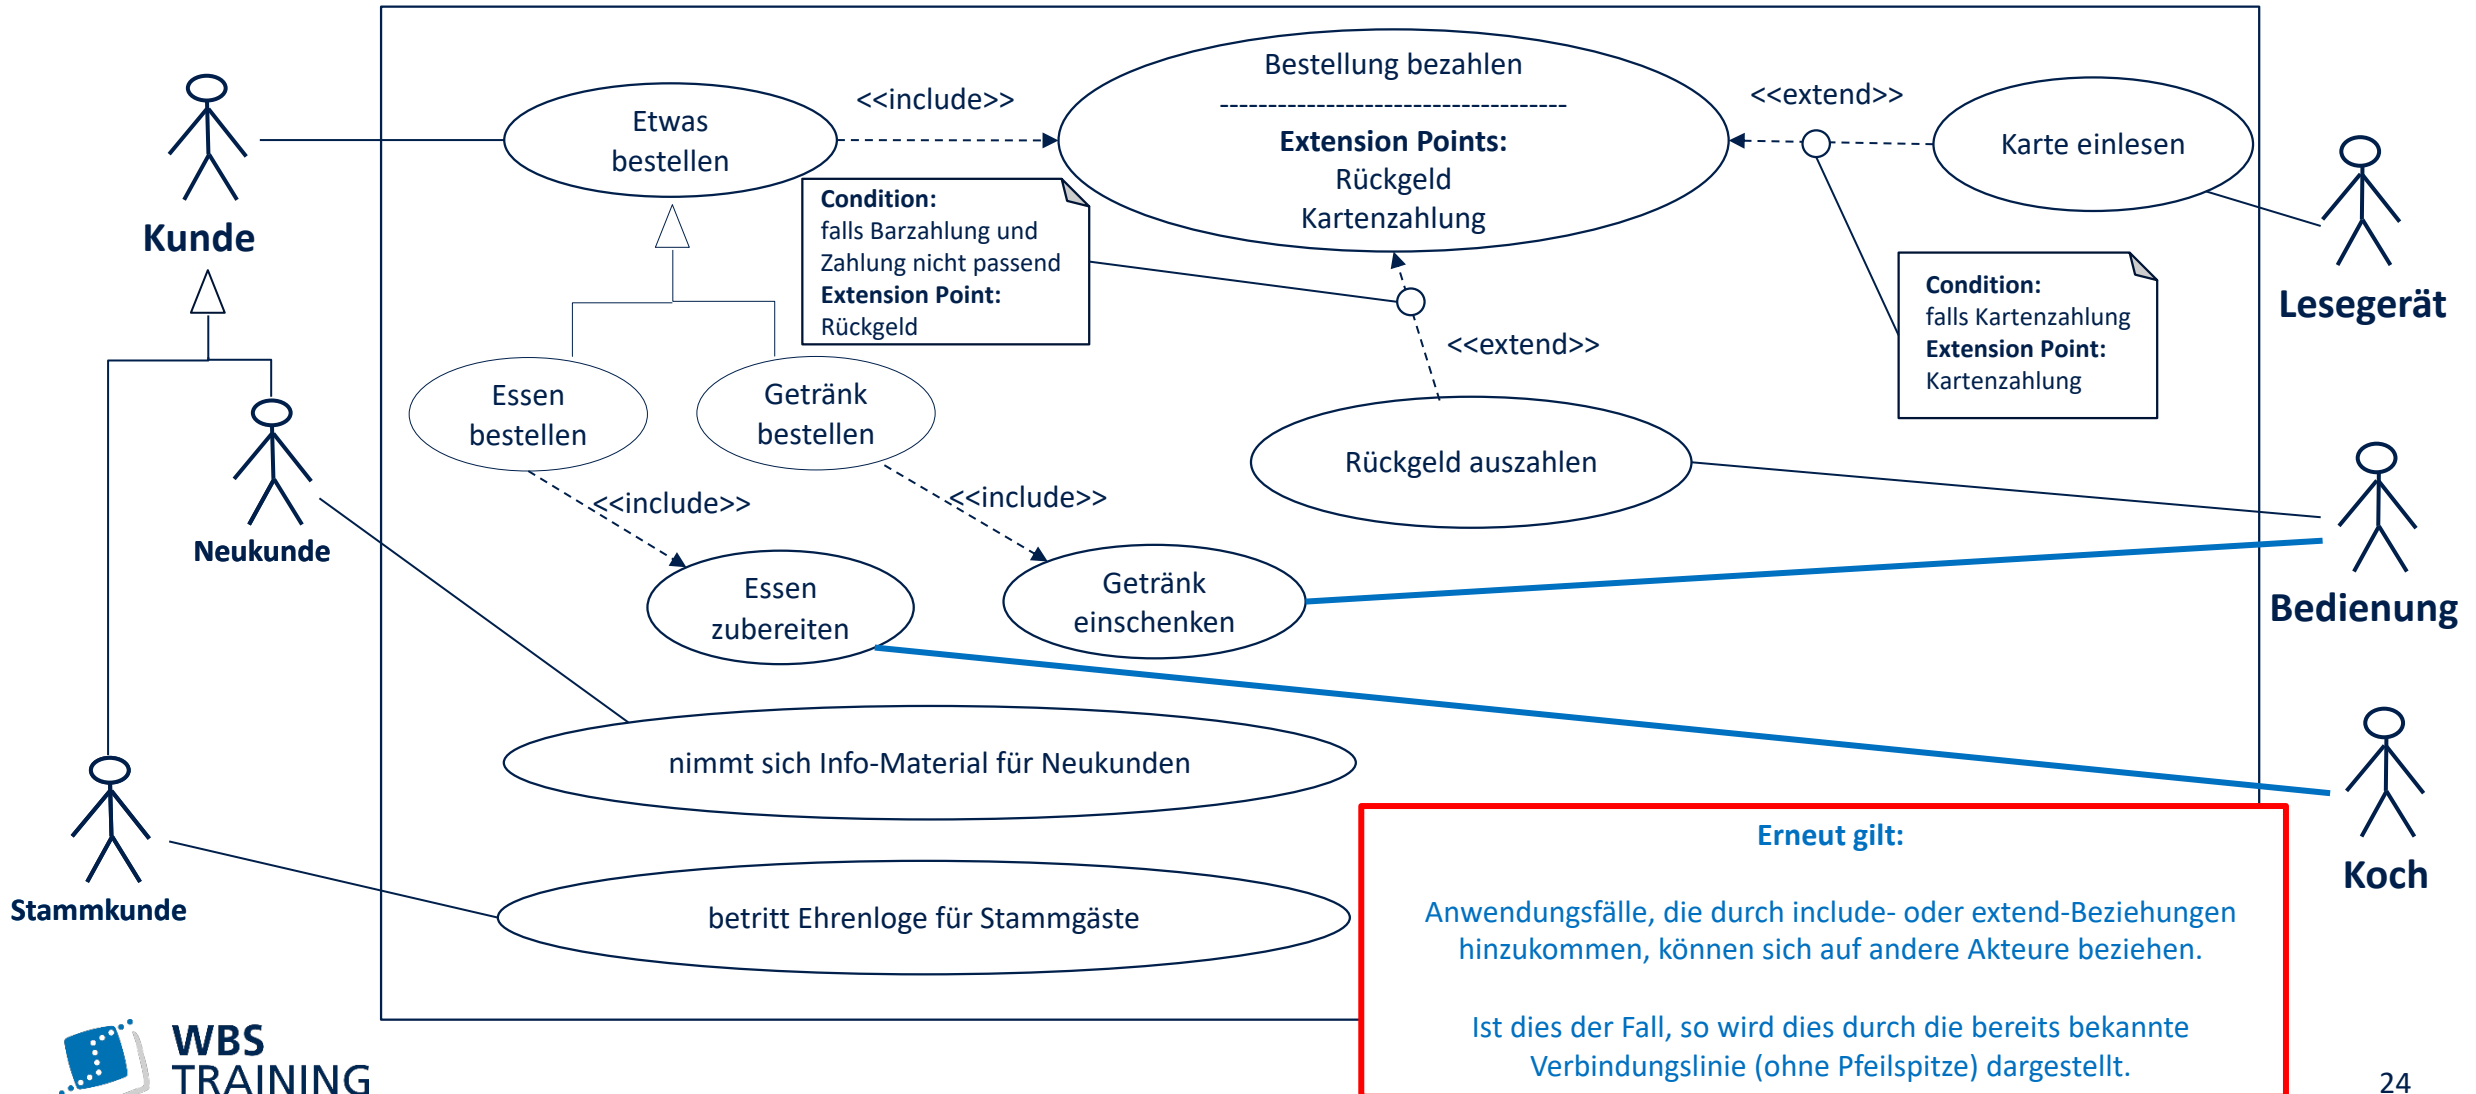 Bestellung bezahlen
------------------------------------
Extension Points:
Rückgeld
Kartenzahlung
<<include>>
<<extend>>
Etwas
bestellen
Karte einlesen
Kunde
Condition:
falls Barzahlung und
Zahlung nicht passend
Extension Point:
Rückgeld
Condition:
falls Kartenzahlung
Extension Point:
Kartenzahlung
Lesegerät
<<extend>>
Essen
bestellen
Getränk
bestellen
Rückgeld auszahlen
<<include>>
<<include>>
Neukunde
Essen
zubereiten
Getränk
einschenken
Bedienung
nimmt sich Info-Material für Neukunden
Koch
Stammkunde
betritt Ehrenloge für Stammgäste
Erneut gilt:
Anwendungsfälle, die durch include- oder extend-Beziehungen
hinzukommen, können sich auf andere Akteure beziehen.
Ist dies der Fall, so wird dies durch die bereits bekannte
Verbindungslinie (ohne Pfeilspitze) dargestellt.
WBS
TRAINING
24